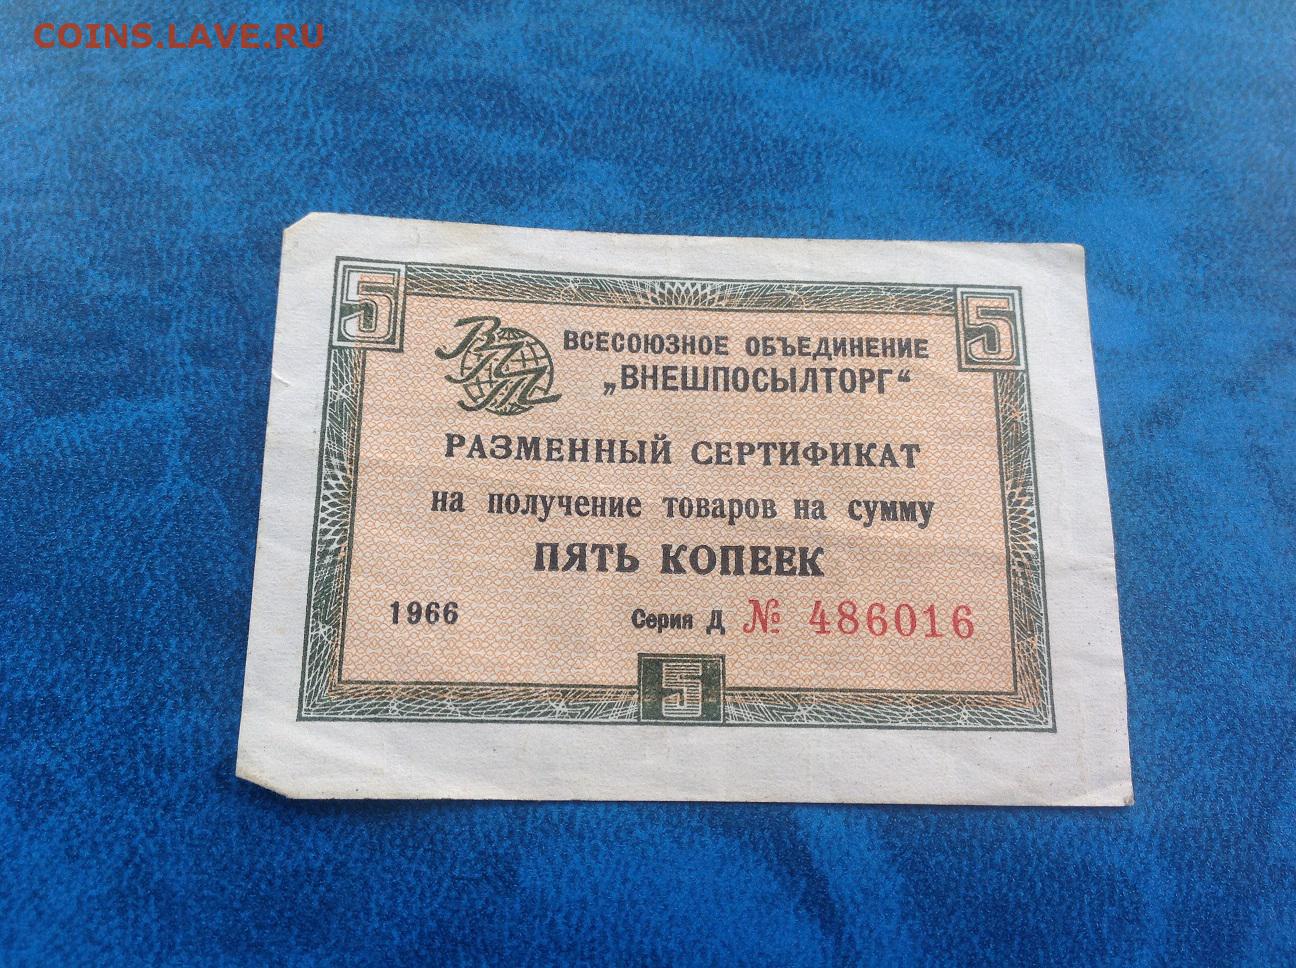 COINS.LAVE.RU
5 5
ВПТ
ВСЕСОЮЗНОЕ ОБЪЕДИНЕНИЕ
„ВНЕШПОСЫЛТОРГ“
РАЗМЕННЫЙ СЕРТИФИКАТ
на получение товаров на сумму
ПЯТЬ КОПЕЕК
1966 Серия Д № 486016
5